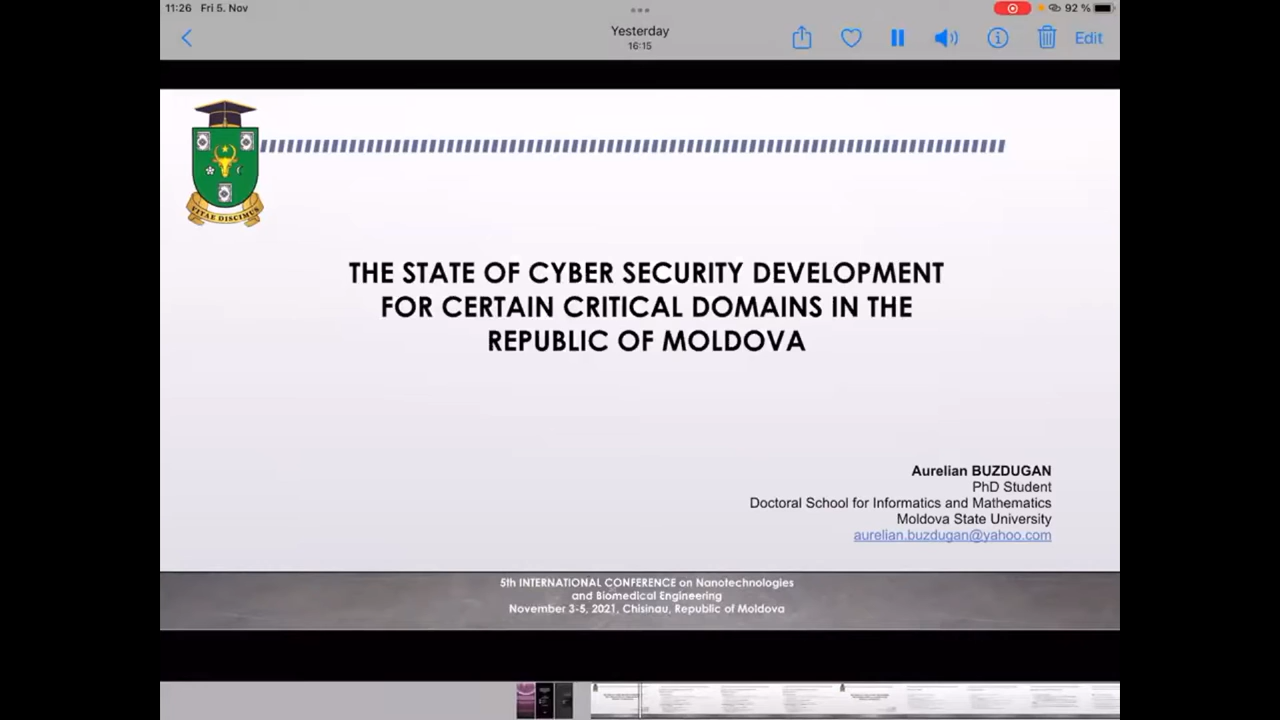 11:26 Fri 5. Nov
92 %
Yesterday
16:15
Edit
VITAE DISCIMUS
THE STATE OF CYBER SECURITY DEVELOPMENT
FOR CERTAIN CRITICAL DOMAINS IN THE
REPUBLIC OF MOLDOVA
Aurelian BUZDUGAN
PhD Student
Doctoral School for Informatics and Mathematics
Moldova State University
aurelian.buzdugan@yahoo.com
5th INTERNATIONAL CONFERENCE on Nanotechnologies
and Biomedical Engineering
November 3-5, 2021, Chisinau, Republic of Moldova